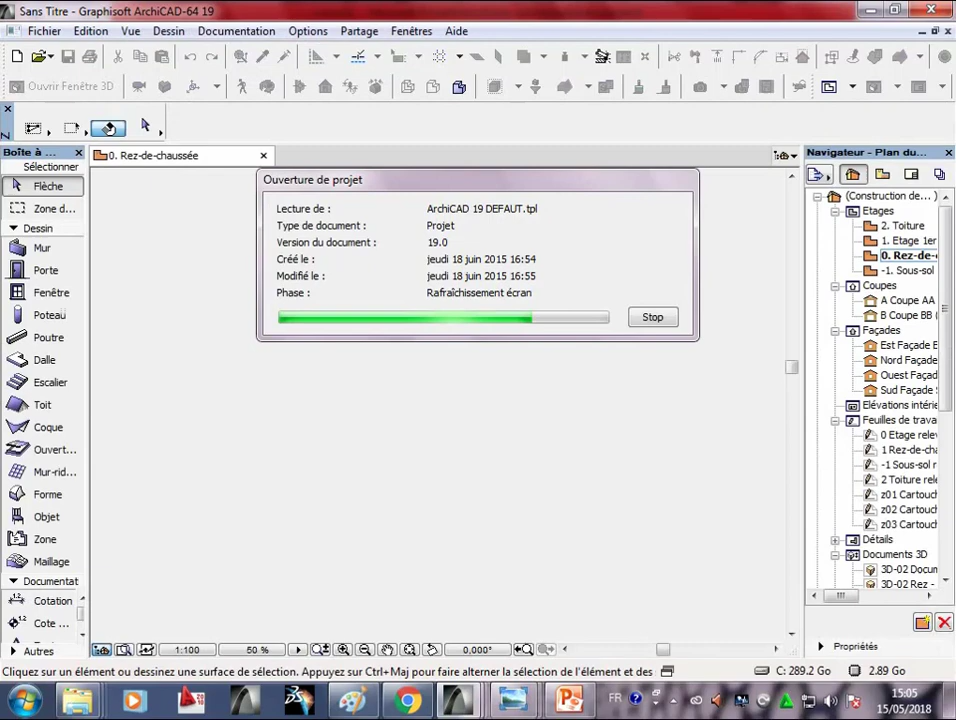 Sans Titre - Graphisoft ArchiCAD-64 19
Fichier Edition Vue Dessin Documentation Options Partage Fenêtres Aide
Ouvrir Fenêtre 3D
Boîte à ...
Sélectionner
Flèche
Zone d...
Dessin
Mur
Porte
Fenêtre
Poteau
Poutre
Dalle
Escalier
Toit
Coque
Ouvert...
Mur-rid...
Forme
Objet
Zone
Maillage
Documentat
Cotation
Cote ...
Autres
0. Rez-de-chaussée
Ouverture de projet
Lecture de : ArchiCAD 19 DEFAUT.tpl
Type de document : Projet
Version du document : 19.0
Créé le : jeudi 18 juin 2015 16:54
Modifié le : jeudi 18 juin 2015 16:55
Phase : Rafraîchissement écran
Stop
Navigateur - Plan du...
(Construction de...
Etages
2. Toiture
1. Etage 1er
0. Rez-de-
-1. Sous-sol
Coupes
A Coupe AA
B Coupe BB (
Façades
Est Façade E
Nord Façade
Ouest Façad
Sud Façade
Elévations intérie
Feuilles de trava
0 Etage relev
1 Rez-de-cha
-1 Sous-sol r
2 Toiture rele
z01 Cartouch
z02 Cartouch
z03 Cartouch
Détails
Documents 3D
3D-02 Docum
3D-02 Rez -
Propriétés
1:100 50 % 0,000°
Cliquez sur un élément ou dessinez une surface de sélection. Appuyez sur Ctrl+Maj pour faire alterner la sélection de l'élément et des
C: 289.2 Go 2.89 Go
FR
15:05
15/05/2018